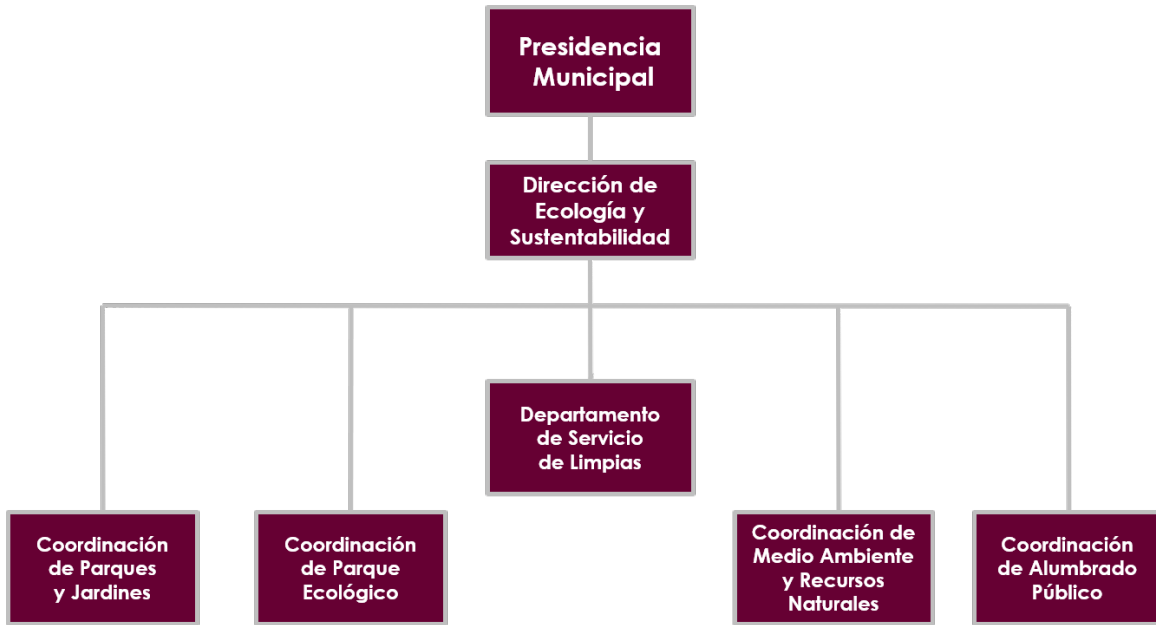 Presidencia
Municipal
Dirección de
Ecología y
Sustentabilidad
Departamento
de Servicio
de Limpias
Coordinación
de Parques
y Jardines
Coordinación
de Parque
Ecológico
Coordinación de
Medio Ambiente
y Recursos
Naturales
Coordinación
de Alumbrado
Público